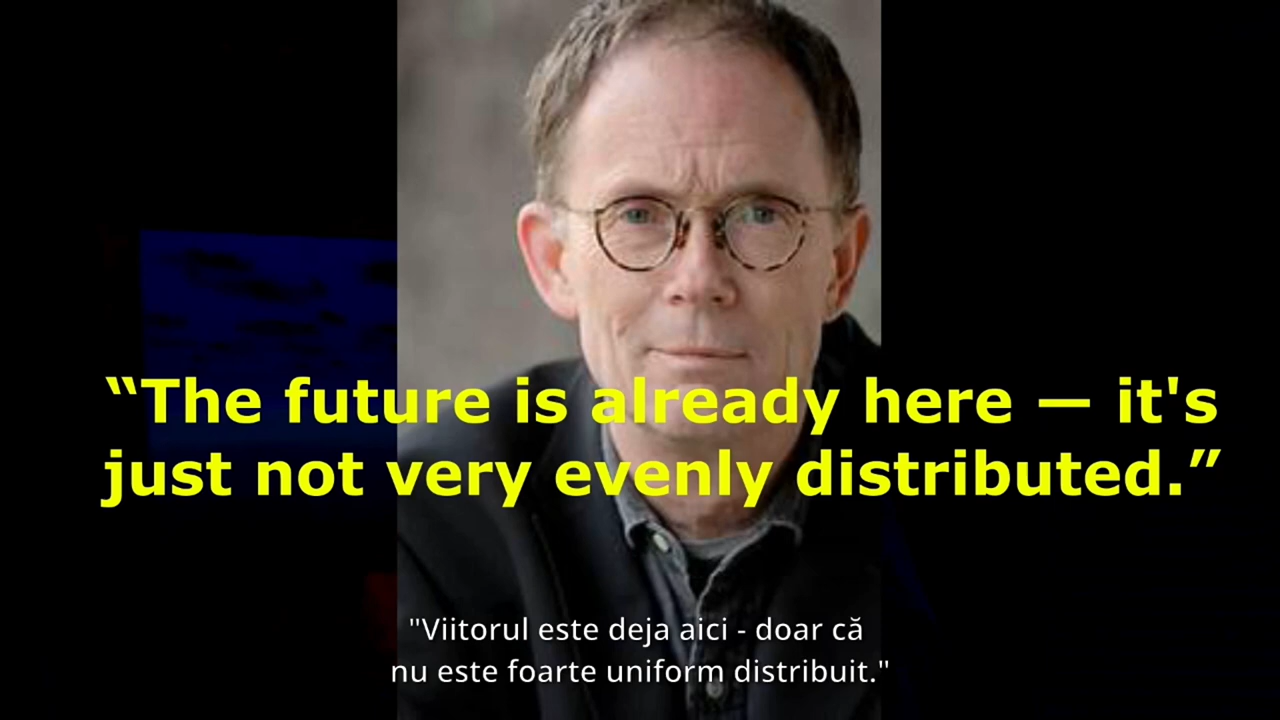 “The future is already here — it's
just not very evenly distributed.”
"Viitorul este deja aici - doar că
nu este foarte uniform distribuit."